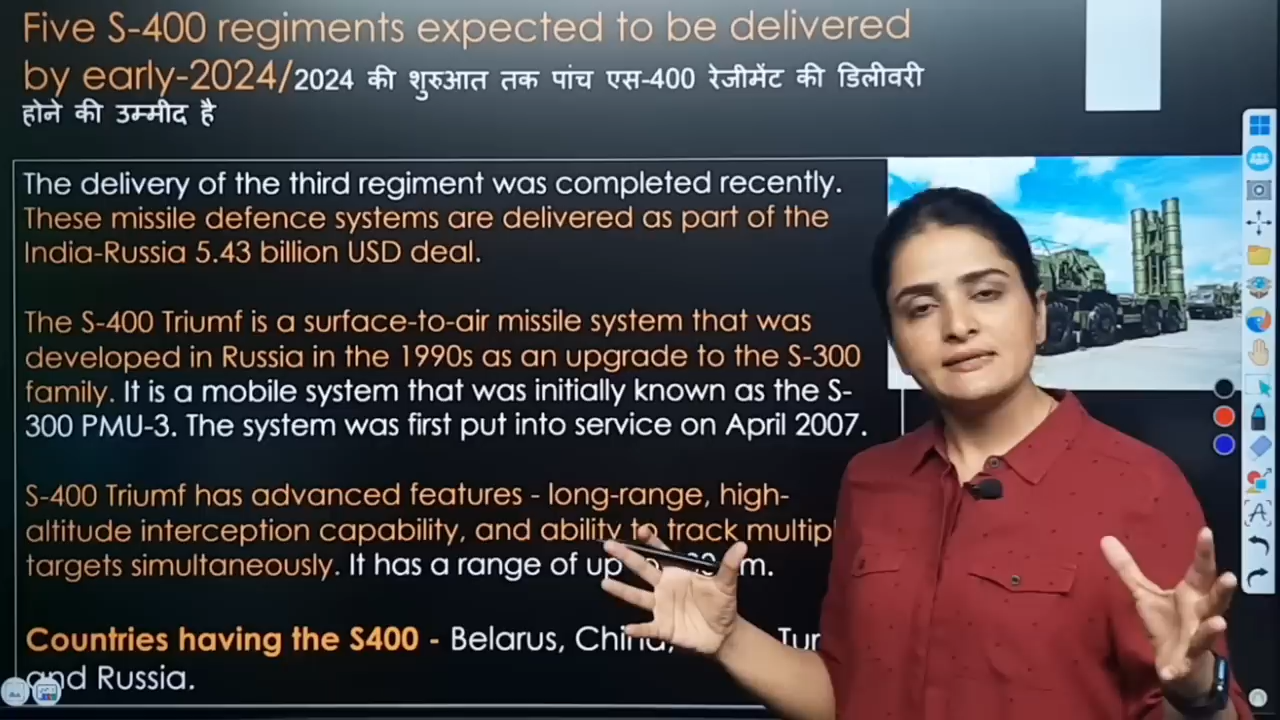 Five S-400 regiments expected to be delivered
by early-2024/2024 की शुरुआत तक पांच एस-400 रेजीमेंट की डिलीवरी
होने की उम्मीद है
The delivery of the third regiment was completed recently.
These missile defence systems are delivered as part of the
India-Russia 5.43 billion USD deal.
The S-400 Triumf is a surface-to-air missile system that was
developed in Russia in the 1990s as an upgrade to the S-300
family. It is a mobile system that was initially known as the S-
300 PMU-3. The system was first put into service on April 2007.
S-400 Triumf has advanced features - long-range, high-
altitude interception capability, and ability to track multip
targets simultaneously. It has a range of up
Countries having the S400 - Belarus, China,
and Russia.